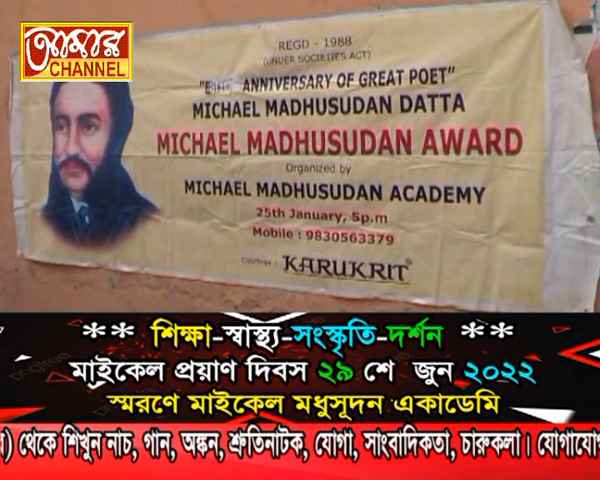 আমার
CHANNEL
REGD - 1988
(UNDER SOCIETIES ACT)
ANNIVERSARY OF GREAT POET"
MICHAEL MADHUSUDAN DATTA
MICHAEL MADHUSUDAN AWARD
Organized by
MICHAEL MADHUSUDAN ACADEMY
25th January, 5p.m
Mobile : 9830563379
Courtesy : KARUKRIT®
** শিক্ষা-স্বাস্থ্য-সংস্কৃতি-দর্শন **
মাইকেল প্রয়াণ দিবস ২৯ শে জুন ২০২২
স্মরণে মাইকেল মধুসূদন একাডেমি
) থেকে শিখুন নাচ, গান, অঙ্কন, শ্রুতিনাটক, যোগা, সাংবাদিকতা, চারুকলা। যোগাযোগ